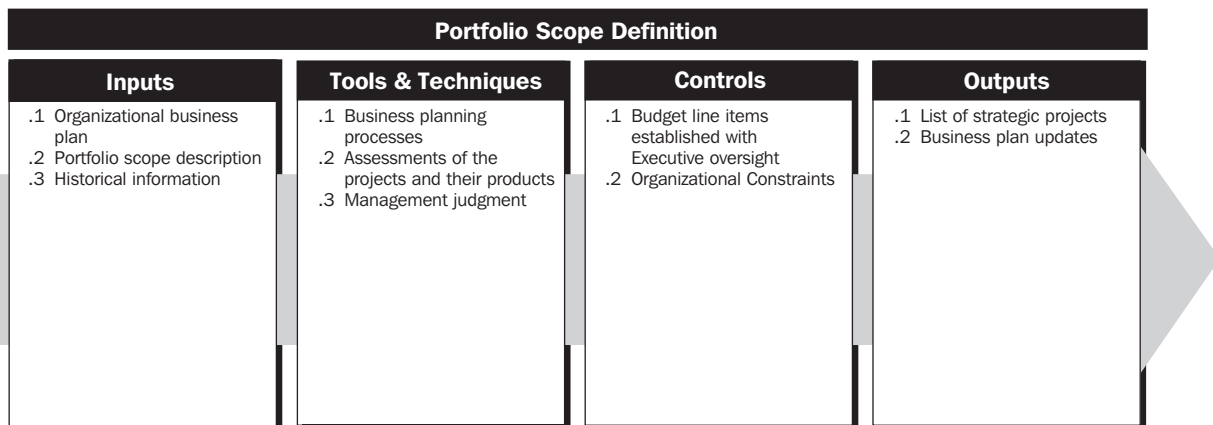 Portfolio Scope Definition
Inputs
.1 Organizational business
plan
.2 Portfolio scope description
.3 Historical information
Tools & Techniques
.1 Business planning
processes
.2 Assessments of the
projects and their products
.3 Management judgment
Controls
.1 Budget line items
established with
Executive oversight
.2 Organizational Constraints
Outputs
.1 List of strategic projects
.2 Business plan updates